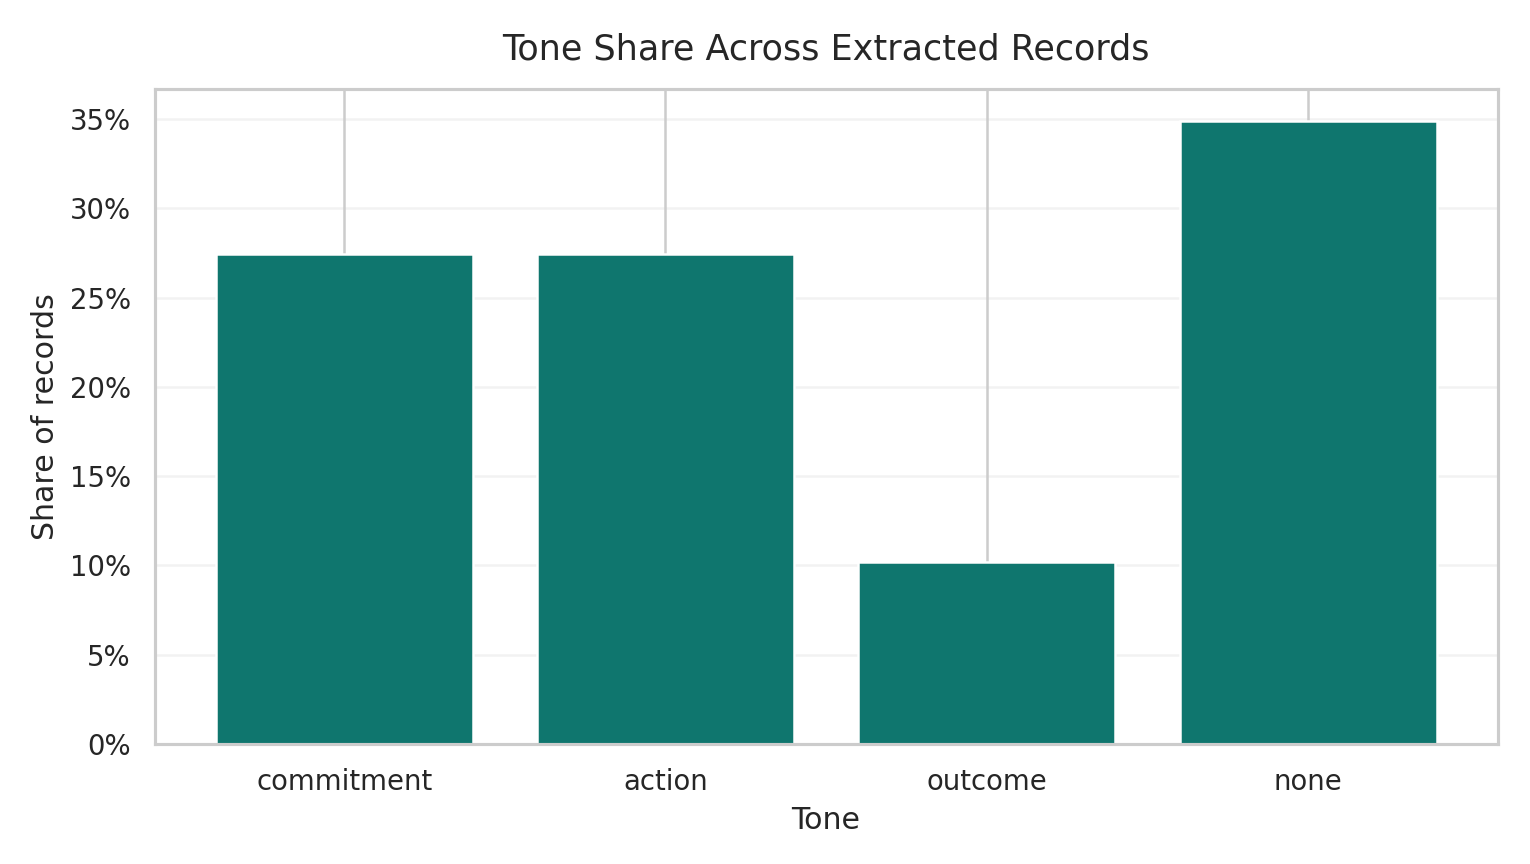 Tone Share Across Extracted Records
Share of records
35%
30%
25%
20%
15%
10%
5%
0%
commitment action outcome none
Tone